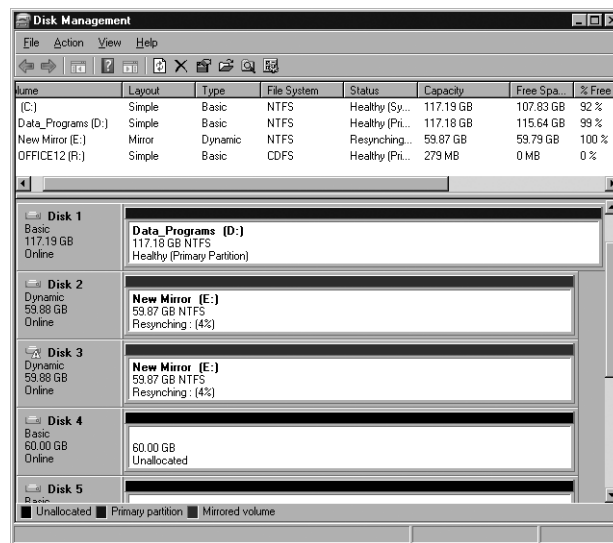 Disk Management
File Action View Help
lume Layout Type File System Status Capacity Free Spa... % Free
(C:) Simple Basic NTFS Healthy (Sy... 117.19 GB 107.83 GB 92 %
Data_Programs (D:) Simple Basic NTFS Healthy (Pri... 117.18 GB 115.64 GB 99 %
New Mirror (E:) Mirror Dynamic NTFS Resynching... 59.87 GB 59.79 GB 100 %
OFFICE12 (R:) Simple Basic CDFS Healthy (Pri... 279 MB 0 MB 0 %
Disk 1
Basic
117.19 GB
Online
Data_Programs (D:)
117.18 GB NTFS
Healthy (Primary Partition)
Disk 2
Dynamic
59.88 GB
Online
New Mirror (E:)
59.87 GB NTFS
Resynching : (4%)
Disk 3
Dynamic
59.88 GB
Online
New Mirror (E:)
59.87 GB NTFS
Resynching : (4%)
Disk 4
Basic
60.00 GB
Online
60.00 GB
Unallocated
Disk 5
Basic
Unallocated Primary partition Mirrored volume